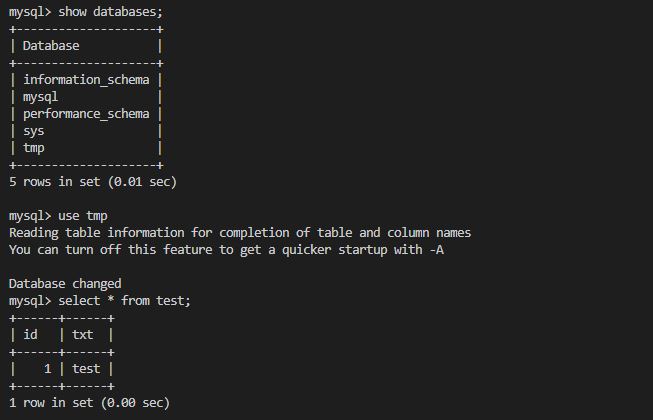 mysql> show databases;
+--------------------+
| Database           |
+--------------------+
| information_schema |
| mysql              |
| performance_schema |
| sys                |
| tmp                |
+--------------------+
5 rows in set (0.01 sec)

mysql> use tmp
Reading table information for completion of table and column names
You can turn off this feature to get a quicker startup with -A

Database changed
mysql> select * from test;
+------+------+
| id   | txt  |
+------+------+
|    1 | test |
+------+------+
1 row in set (0.00 sec)